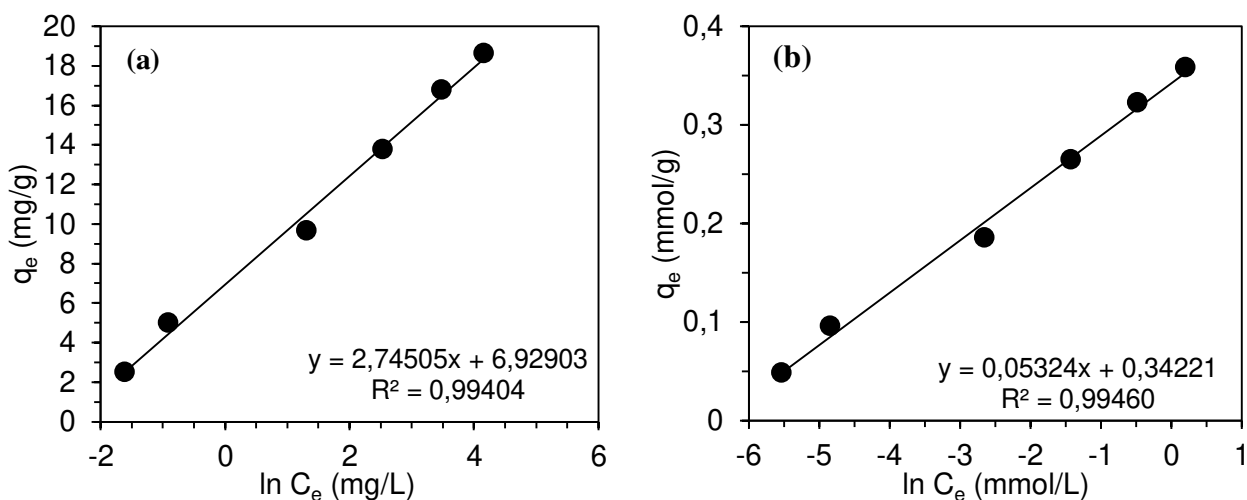 (a)
20
18
16
14
12
10
8
6
4
2
0
qₑ (mg/g)
y = 2,74505x + 6,92903
R² = 0,99404
-2
0
2
4
6
ln Cₑ (mg/L)
(b)
0,4
0,3
0,2
0,1
0
qₑ (mmol/g)
y = 0,05324x + 0,34221
R² = 0,99460
-6
-5
-4
-3
-2
-1
0
1
ln Cₑ (mmol/L)